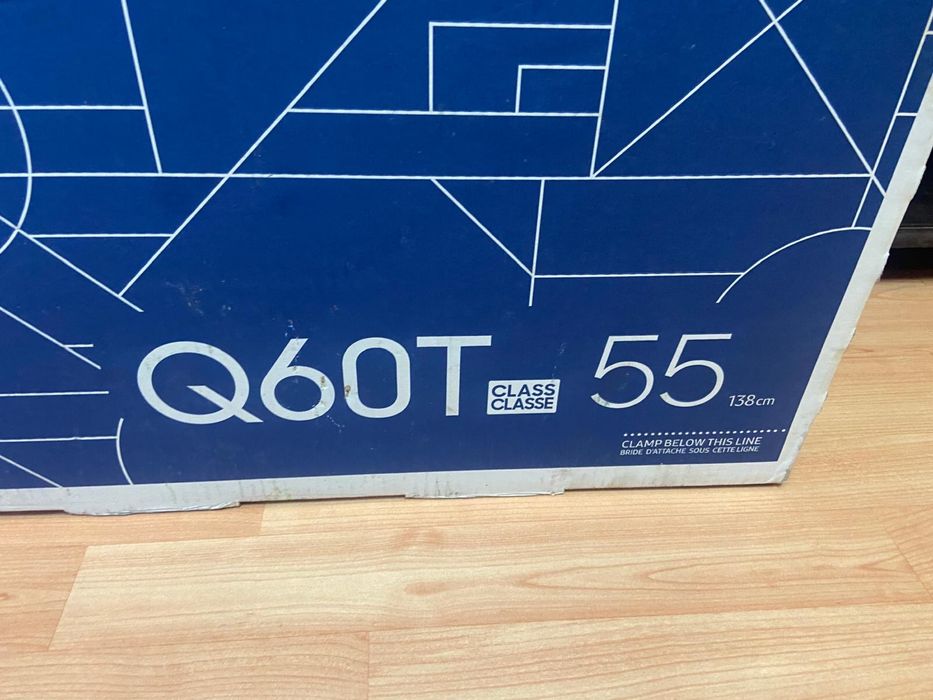 Q60T CLASS CLASSE 55 138cm
CLAMP BELOW THIS LINE
BRIDE D'ATTACHE SOUS CETTE LIGNE